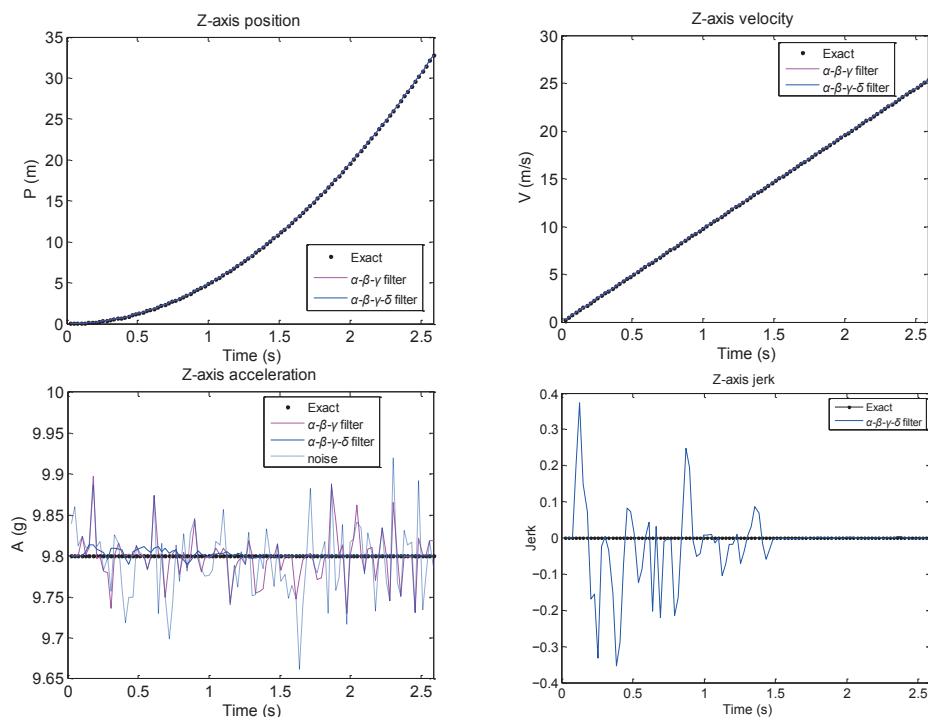 Z-axis position
P (m)
35
30
25
20
15
10
5
0
Exact
α-β-γ filter
α-β-γ-δ filter
0 0.5 1 1.5 2 2.5
Time (s)
Z-axis velocity
V (m/s)
30
25
20
15
10
5
0
Exact
α-β-γ filter
α-β-γ-δ filter
0 0.5 1 1.5 2 2.5
Time (s)
Z-axis acceleration
A (g)
10
9.95
9.9
9.85
9.8
9.75
9.7
9.65
Exact
α-β-γ filter
α-β-γ-δ filter
noise
0 0.5 1 1.5 2 2.5
Time (s)
Z-axis jerk
Jerk
0.4
0.3
0.2
0.1
0
−0.1
−0.2
−0.3
−0.4
Exact
α-β-γ-δ filter
0 0.5 1 1.5 2 2.5
Time (s)